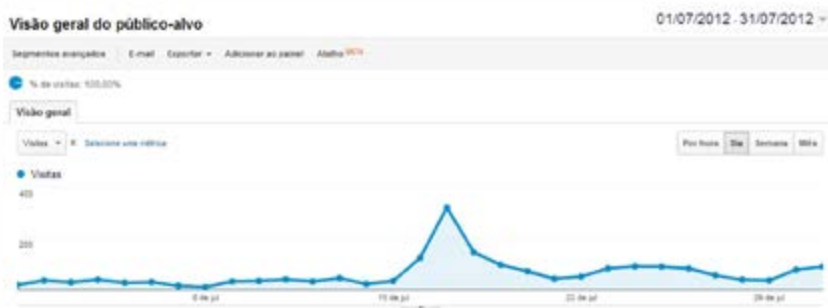 Visão geral do público-alvo
01/07/2012 - 31/07/2012
Segmentos avançados E-mail Exportar Adicionar ao painel Atalho BETA
% de visitas: 100,00%
Visão geral
Visitas X Selecione uma métrica
Por hora Dia Semana Mês
Visitas
400
200
8 de jul 15 de jul 22 de jul 29 de jul